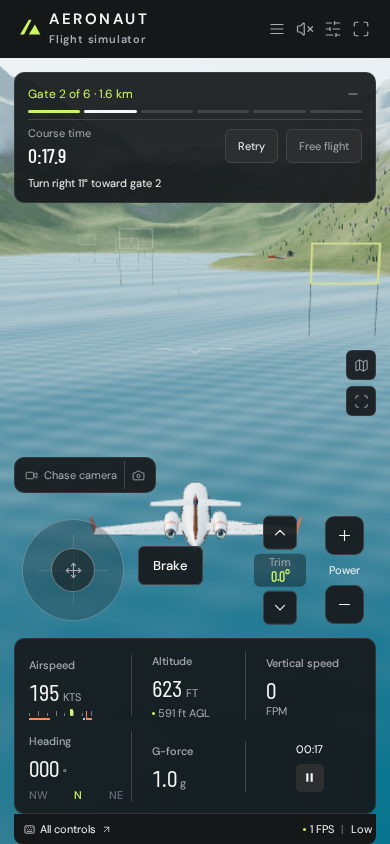 AERONAUT
Flight simulator
Gate 2 of 6 · 1.6 km
Course time
0:17.9
Retry
Free flight
Turn right 11° toward gate 2
Chase camera
Brake
Trim
0.0°
Power
Airspeed
195 KTS
Altitude
623 FT
591 ft AGL
Vertical speed
0
FPM
Heading
000 °
NW N NE
G-force
1.0 g
00:17
All controls
1 FPS | Low